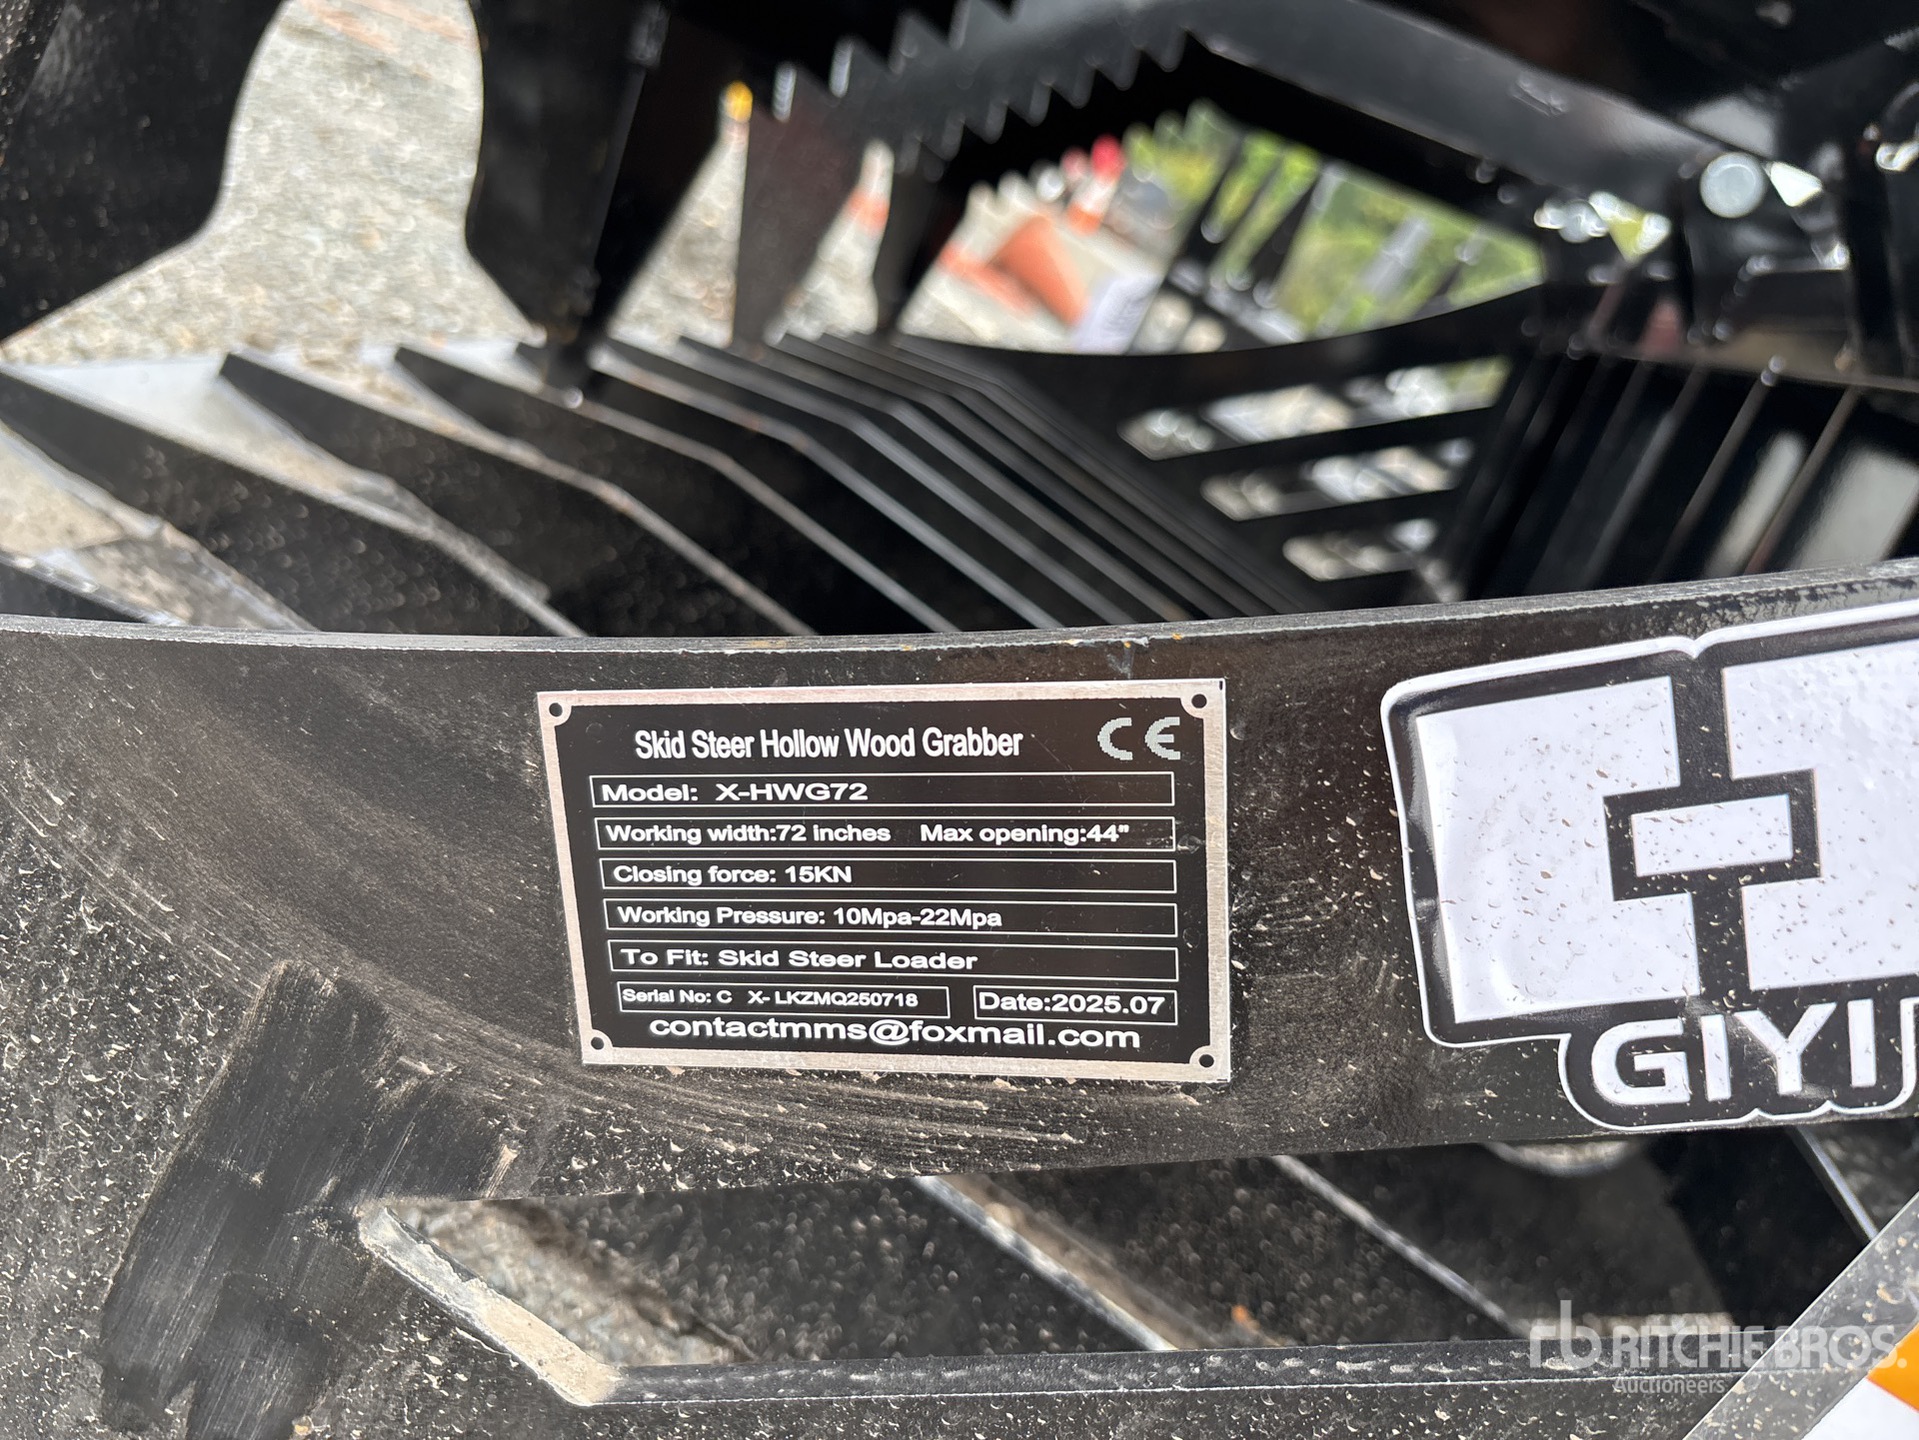 Skid Steer Hollow Wood Grabber CE
Model: X-HWG72
Working width:72 inches Max opening:44"
Closing force: 15KN
Working Pressure: 10Mpa-22Mpa
To Fit: Skid Steer Loader
Serial No: C X- LKZMQ250718 Date:2025.07
contactmms@foxmail.com
GIYI
rb RITCHIE BROS.
Auctioneers